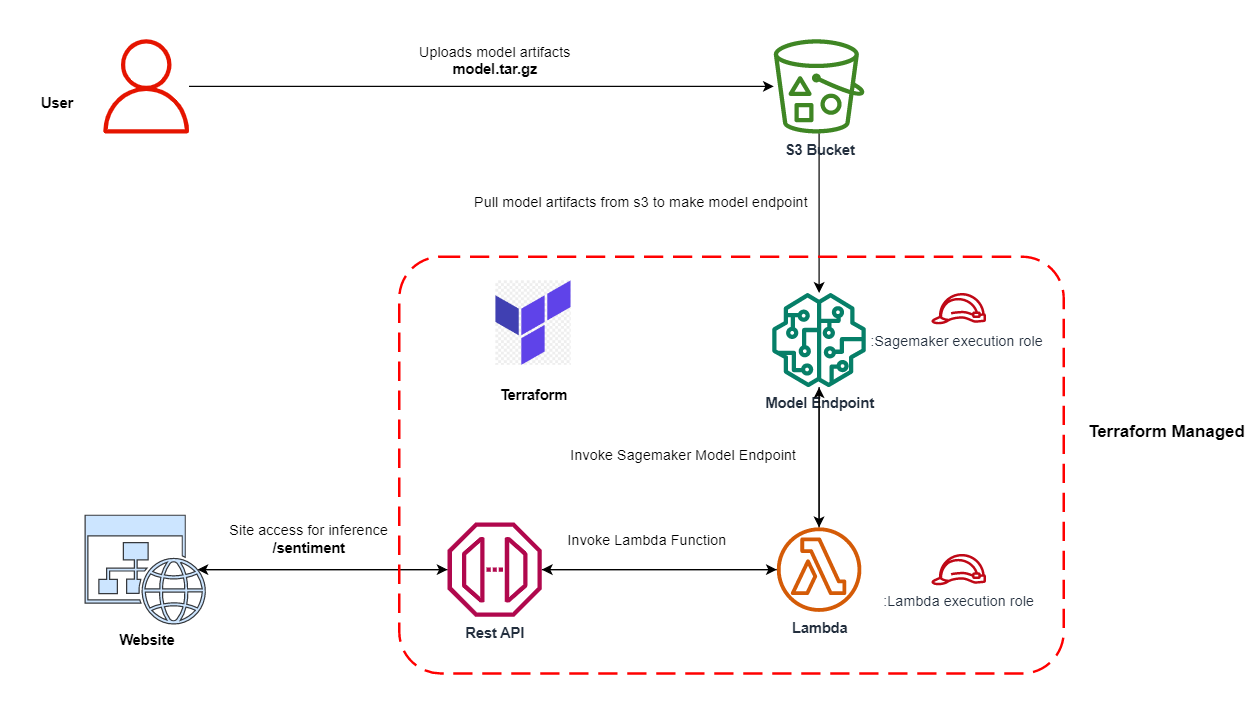 Uploads model artifacts
model.tar.gz
User
S3 Bucket
Pull model artifacts from s3 to make model endpoint
:Sagemaker execution role
Terraform
Model Endpoint
Terraform Managed
Invoke Sagemaker Model Endpoint
Site access for inference
/sentiment
Invoke Lambda Function
:Lambda execution role
Website
Rest API
Lambda